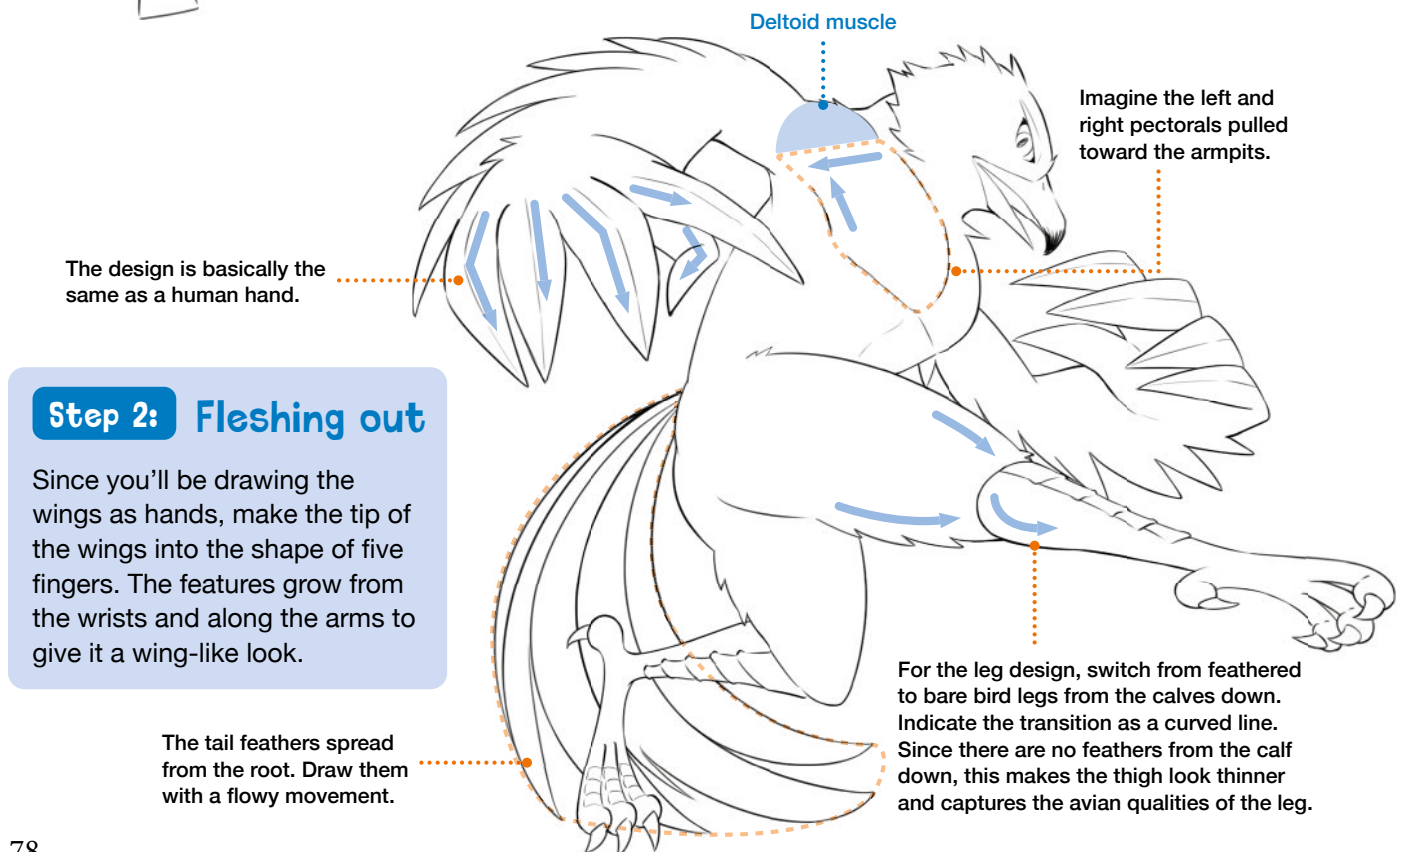 Deltoid muscle
Imagine the left and
right pectorals pulled
toward the armpits.
The design is basically the
same as a human hand.
Step 2: Fleshing out
Since you'll be drawing the
wings as hands, make the tip of
the wings into the shape of five
fingers. The features grow from
the wrists and along the arms to
give it a wing-like look.
For the leg design, switch from feathered
to bare bird legs from the calves down.
Indicate the transition as a curved line.
Since there are no feathers from the calf
down, this makes the thigh look thinner
and captures the avian qualities of the leg.
The tail feathers spread
from the root. Draw them
with a flowy movement.
78